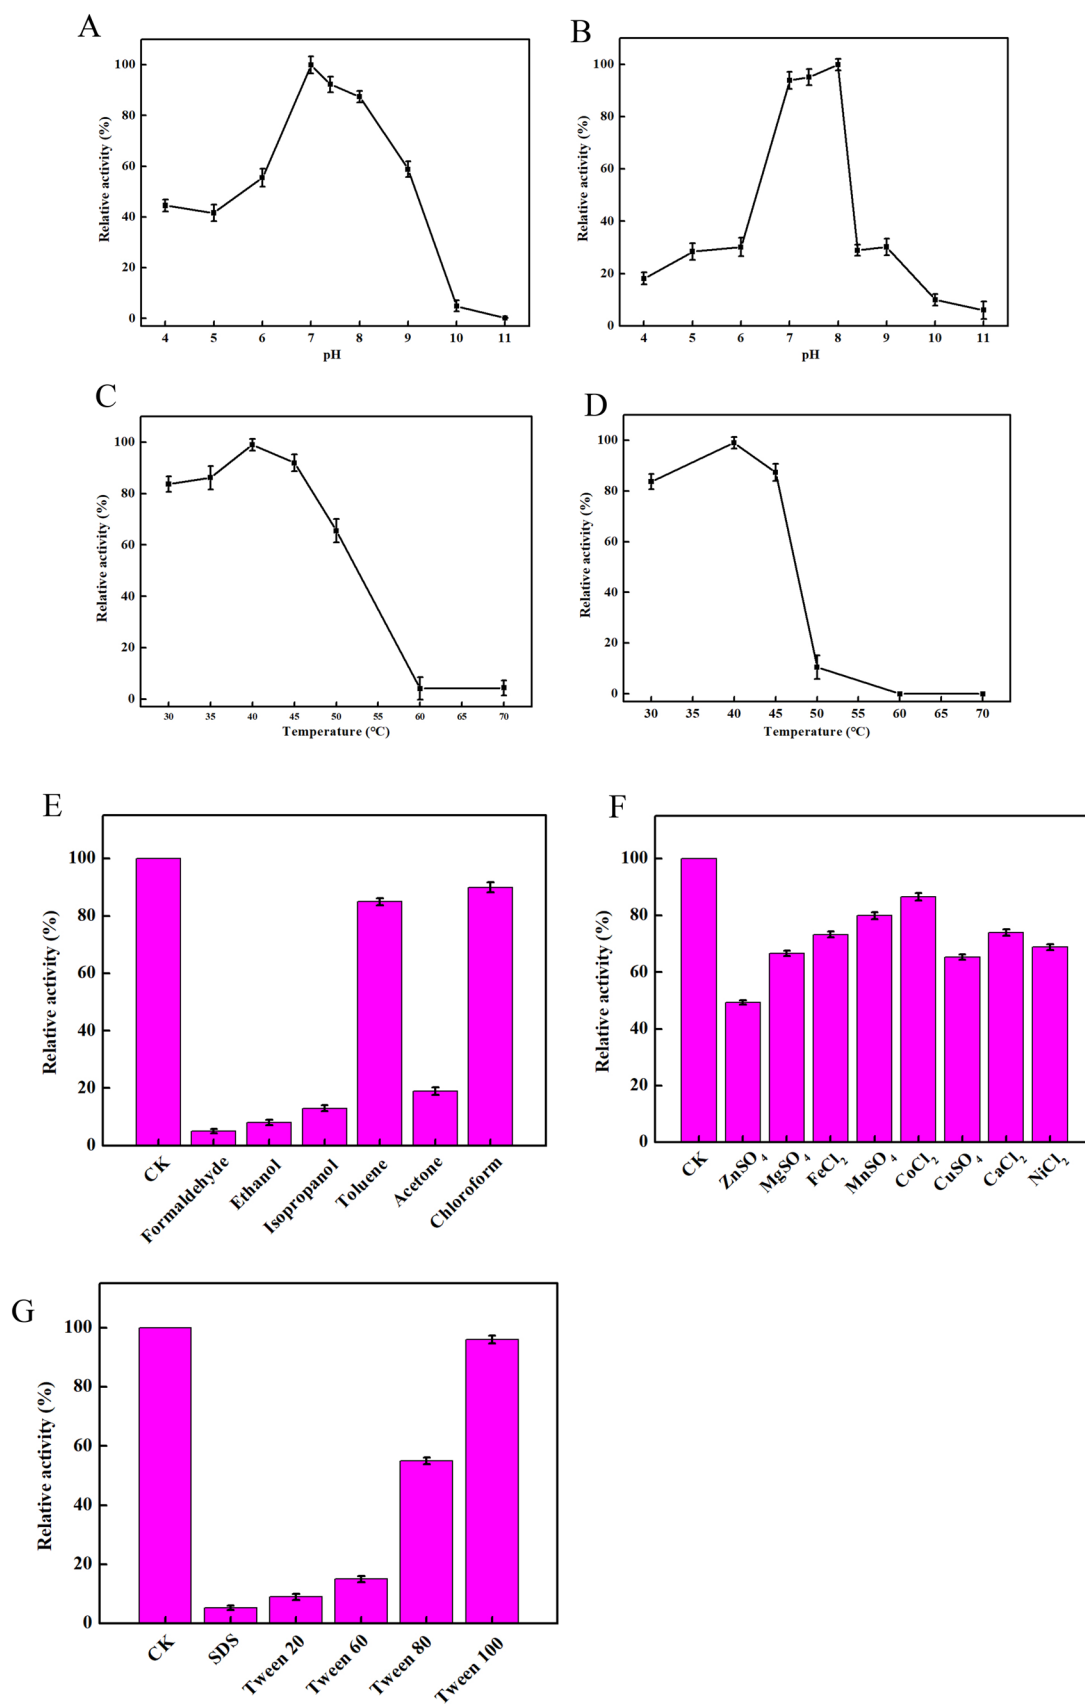 A
Relative activity (%)
100
80
60
40
20
0
4 5 6 7 8 9 10 11
pH
B
Relative activity (%)
100
80
60
40
20
0
4 5 6 7 8 9 10 11
pH
C
Relative activity (%)
100
80
60
40
20
0
30 35 40 45 50 55 60 65 70
Temperature (℃)
D
Relative activity (%)
100
80
60
40
20
0
30 35 40 45 50 55 60 65 70
Temperature (℃)
E
Relative activity (%)
100
80
60
40
20
0
CK
Formaldehyde
Ethanol
Isopropanol
Toluene
Acetone
Chloroform
F
Relative activity (%)
100
80
60
40
20
0
CK
ZnSO₄
MgSO₄
FeCl₂
MnSO₄
CoCl₂
CuSO₄
CaCl₂
NiCl₂
G
Relative activity (%)
100
80
60
40
20
0
CK
SDS
Tween 20
Tween 60
Tween 80
Tween 100